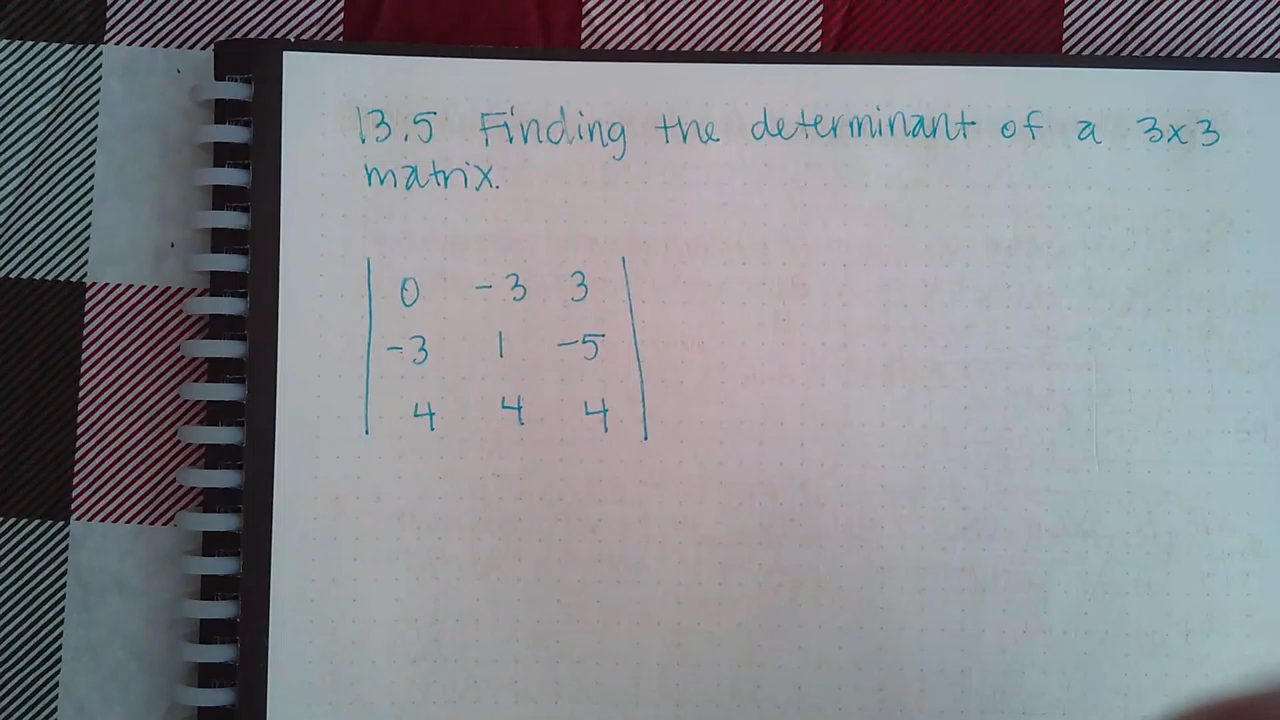 13.5 Finding the determinant of a 3x3
matrix.
0 -3 3
-3 1 -5
4 4 4